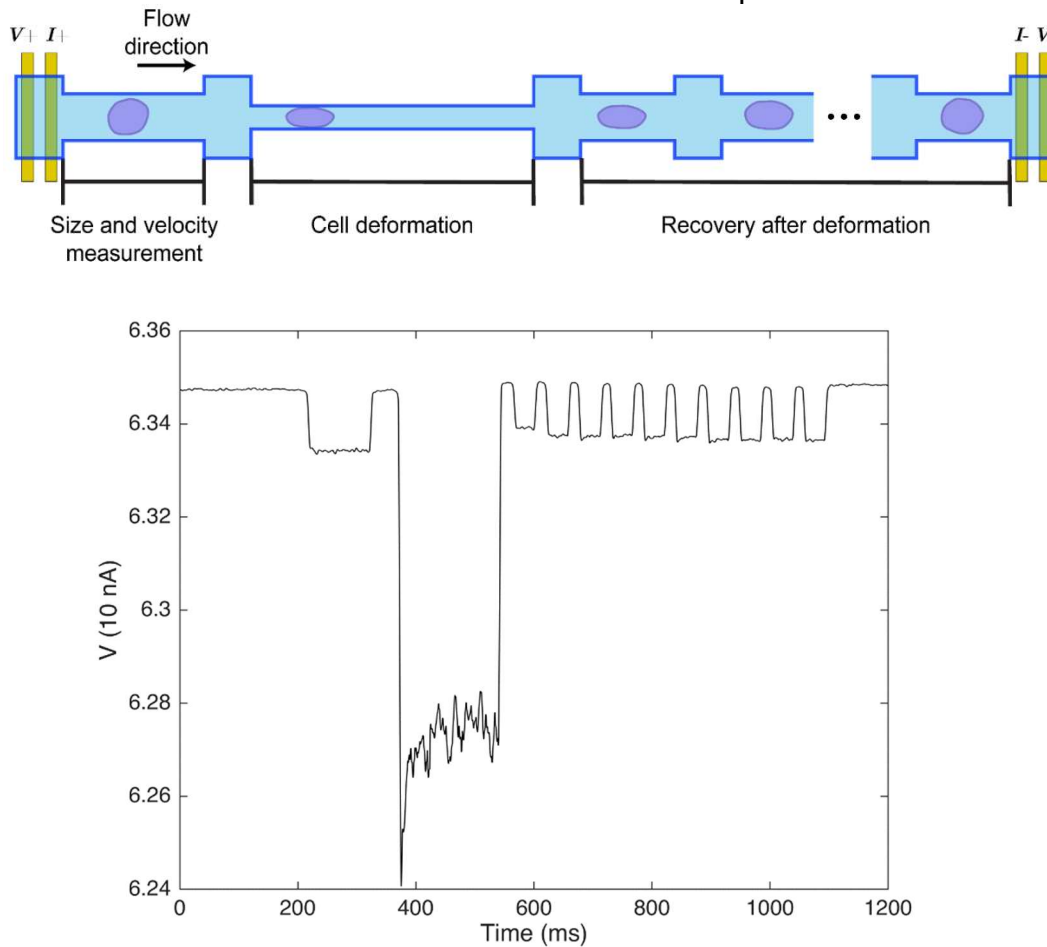 Flow
direction
V+ I+
I- V
Size and velocity
measurement
Cell deformation
Recovery after deformation
6.36
6.34
6.32
6.3
6.28
6.26
6.24
V (10 nA)
0 200 400 600 800 1000 1200
Time (ms)